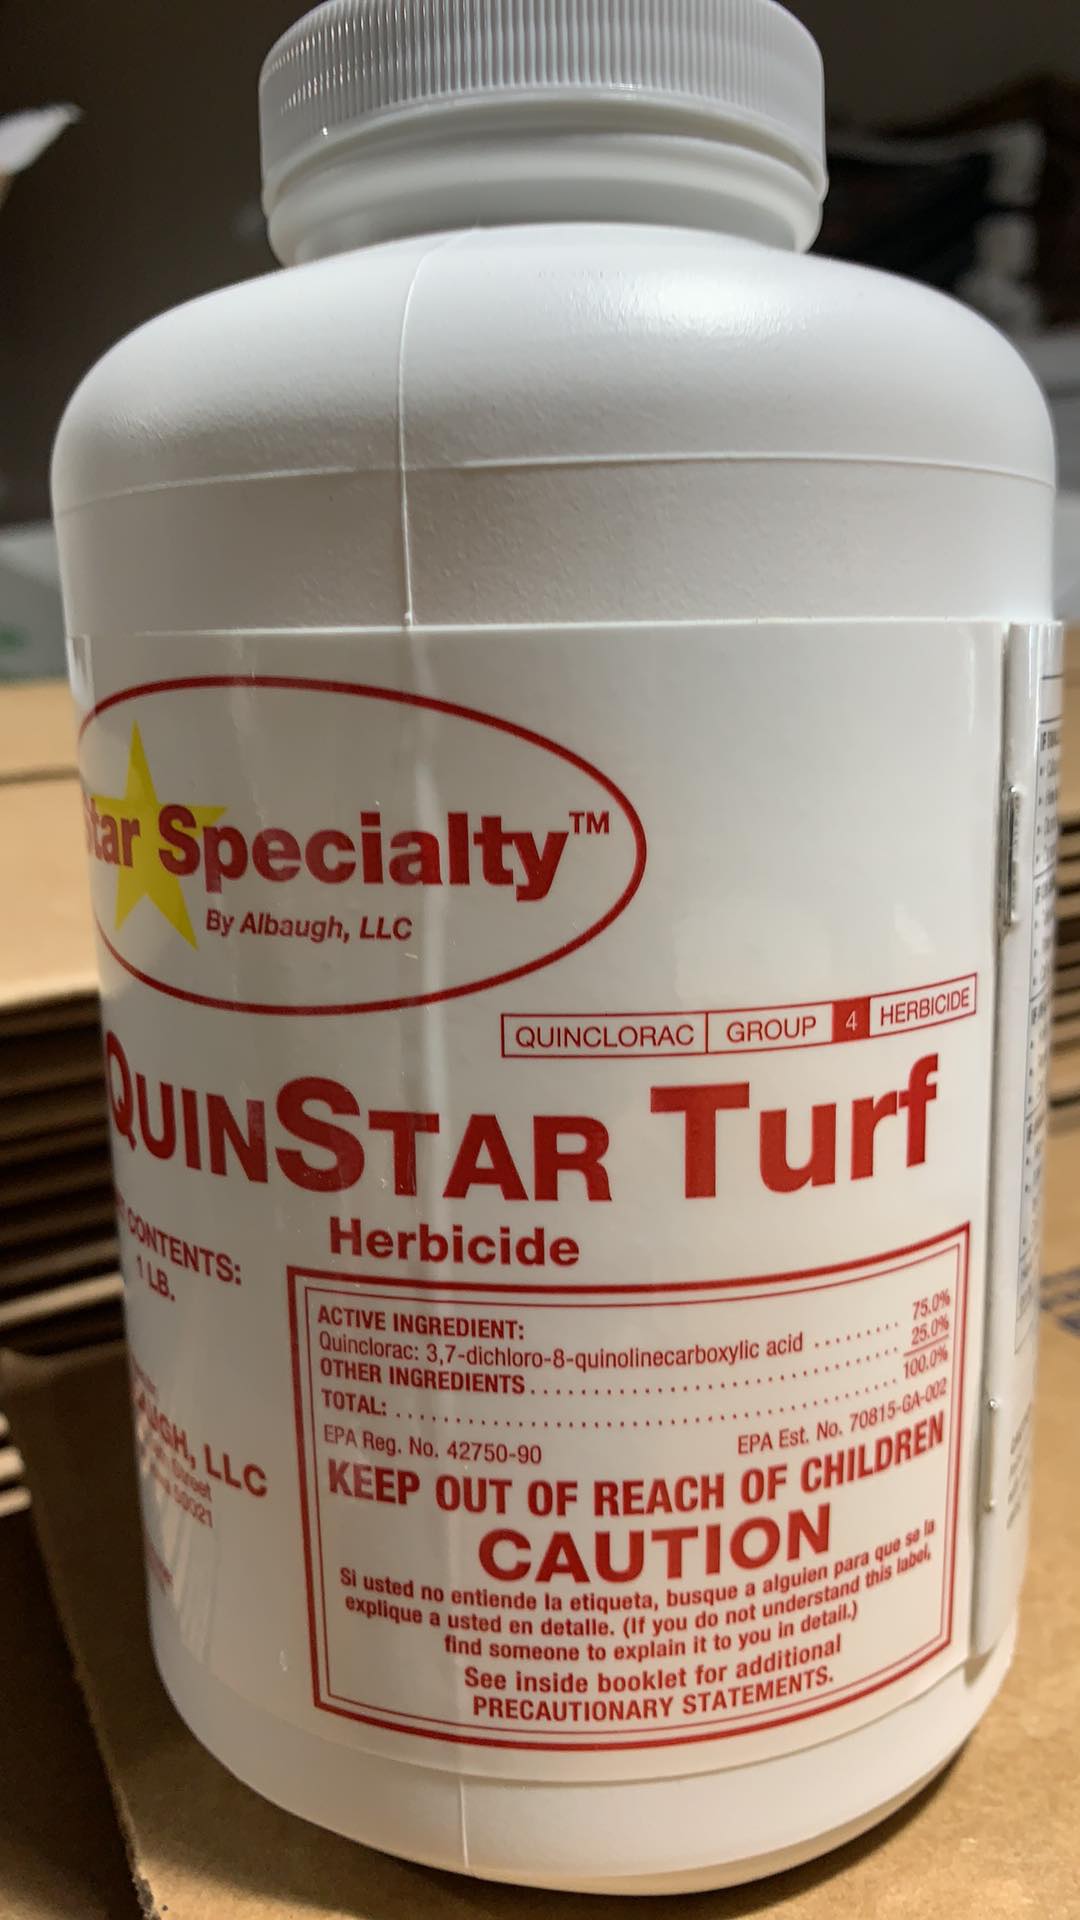 Star Specialty™
By Albaugh, LLC
QUINCLORAC GROUP 4 HERBICIDE
QUINSTAR Turf
Herbicide
CONTENTS:
1 LB.
LLC
ACTIVE INGREDIENT:
Quinclorac: 3,7-dichloro-8-quinolinecarboxylic acid ......... 75.0%
OTHER INGREDIENTS ............................ 25.0%
TOTAL: ........................................ 100.0%
EPA Reg. No. 42750-90 EPA Est. No. 70815-GA-002
KEEP OUT OF REACH OF CHILDREN
CAUTION
Si usted no entiende la etiqueta, busque a alguien para que se la
explique a usted en detalle. (If you do not understand this label,
find someone to explain it to you in detail.)
See inside booklet for additional
PRECAUTIONARY STATEMENTS.